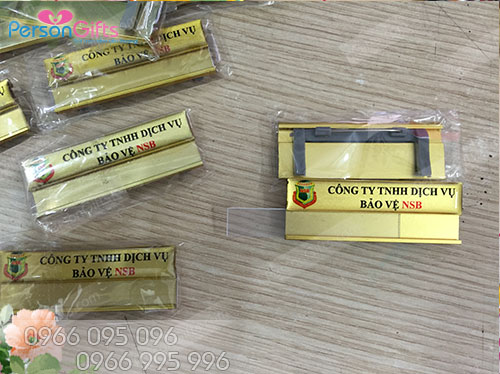 PersonGifts
CÔNG TY TNHH DỊCH VỤ
BẢO VỆ NSB
CÔNG TY TNHH DỊCH VỤ
BẢO VỆ NSB
CÔNG TY TNHH DỊCH VỤ
BẢO VỆ NSB
CÔNG TY TNHH DỊCH VỤ
BẢO VỆ NSB
0966 095 096
0966 995 996